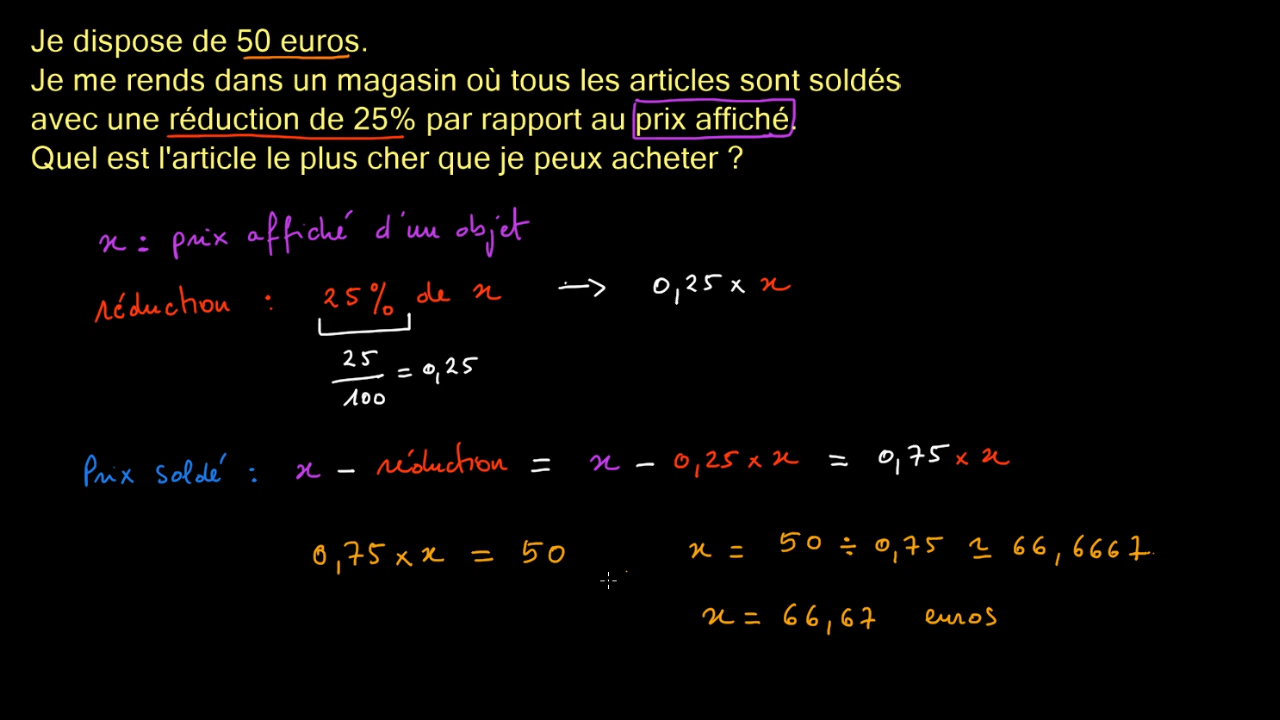 Je dispose de 50 euros.
Je me rends dans un magasin où tous les articles sont soldés
avec une réduction de 25% par rapport au prix affiché.
Quel est l'article le plus cher que je peux acheter ?
x = prix affiché d'un objet
réduction : 25% de x → 0,25 × x
25/100 = 0,25
Prix soldé : x − réduction = x − 0,25 × x = 0,75 × x
0,75 × x = 50 x = 50 ÷ 0,75 ≃ 66,6667
x = 66,67 euros